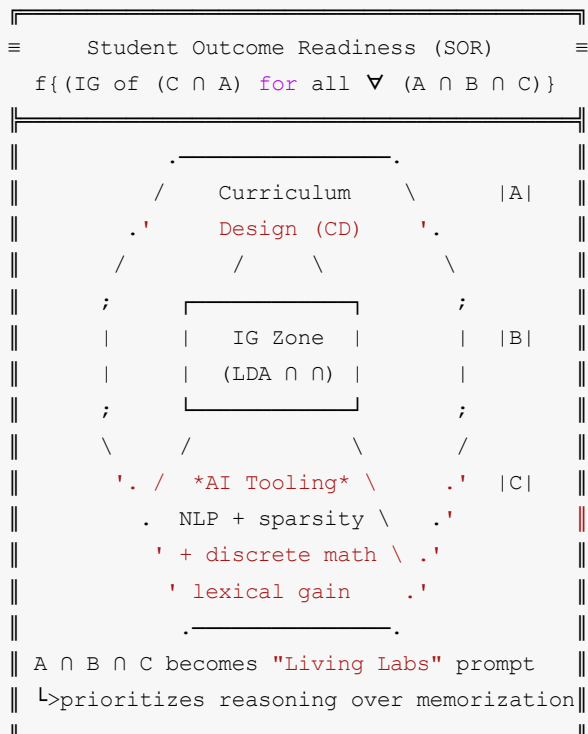 ≡ Student Outcome Readiness (SOR) ≡
f{(IG of (C ∩ A) for all ∀ (A ∩ B ∩ C)}
Curriculum |A|
Design (CD)
IG Zone |B|
(LDA ∩ ∩)
*AI Tooling* |C|
NLP + sparsity
+ discrete math
lexical gain
A ∩ B ∩ C becomes "Living Labs" prompt
└>prioritizes reasoning over memorization